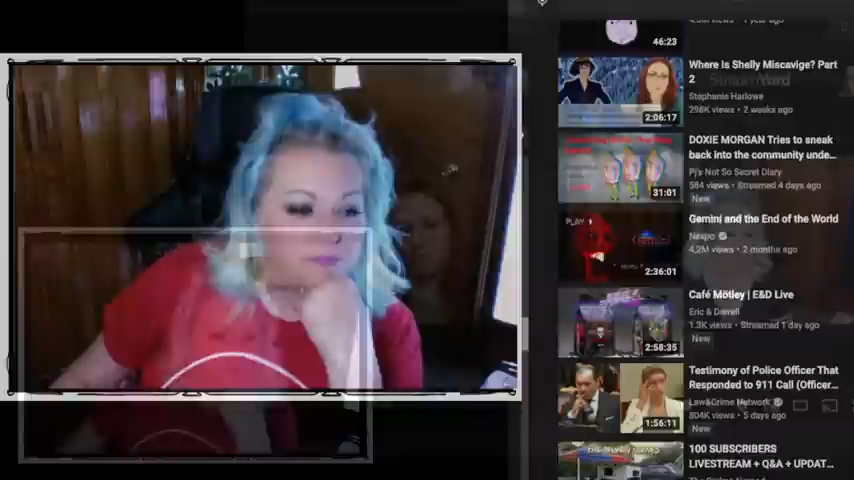 46:23
Where Is Shelly Miscavige? Part
2
StreamYard
Stephanie Harlowe
298K views • 2 weeks ago
2:06:17
DOXIE MORGAN Tries to sneak
back into the community unde...
Pj's Not So Secret Diary
584 views • Streamed 4 days ago
31:01
New
Gemini and the End of the World
PLAY
Nexpo
4.2M views • 2 months ago
2:36:01
Café Mötley | E&D Live
Eric & Darvell
1.3K views • Streamed 1 day ago
New
2:58:35
Testimony of Police Officer That
Responded to 911 Call (Officer...
Law&Crime Network
804K views • 5 days ago
New
1:56:11
100 SUBSCRIBERS
LIVESTREAM + Q&A + UPDAT...